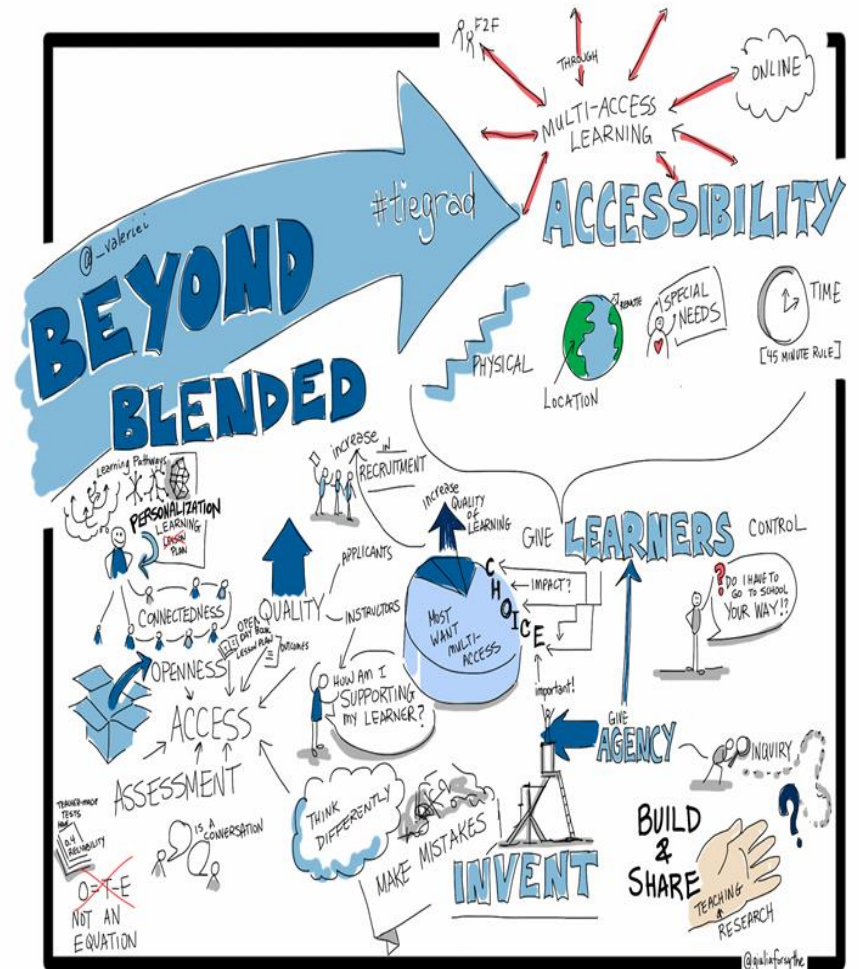 F2F
THROUGH
ONLINE
MULTI-ACCESS
LEARNING
ACCESSIBILITY
#tiegrad
@_valeriei
BEYOND
BLENDED
PHYSICAL
LOCATION
REMOTE
SPECIAL
NEEDS
TIME
[45 MINUTE RULE]
Learning Pathways
PERSONALIZATION
LEARNING
PLAN
CONNECTEDNESS
increase IN
RECRUITMENT
increase
QUALITY
of
LEARNING
GIVE LEARNERS CONTROL
APPLICANTS
QUALITY
INSTRUCTORS
OUTCOMES
OPEN
DAY BOOK
LESSON PLAN
OPENNESS
ACCESS
ASSESSMENT
MOST
WANT
MULTI-
ACCESS
CHOICE
IMPACT?
important!
DO I HAVE TO
GO TO SCHOOL
YOUR WAY!?
HOW AM I
SUPPORTING
MY LEARNER?
GIVE
AGENCY
INQUIRY
?
TEACHER-MADE
TESTS
HAVE
0.4
RELIABILITY
O=T-E
NOT AN
EQUATION
IS A
CONVERSATION
THINK
DIFFERENTLY
MAKE MISTAKES
INVENT
BUILD
&
SHARE
TEACHING
RESEARCH
@giuliaforsythe